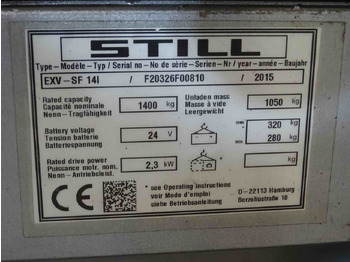 STILL
Type–Modèle–Typ / Serial no–No de série–Serien–Nr / year–année–Baujahr
EXV–SF 14I / F20326F00810 / 2015
Rated capacity
Capacité nominale
Nenn–Tragfähigkeit
1400 kg
Unladen mass
Masse à vide
Leergewicht
1050 kg
Battery voltage
Tension batterie
Batteriespannung
24 V
max 320 kg
min 280 kg
Rated drive power
Puissance motr. nom.
Nenn–Antriebsleist.
2,3 kW
kg
CE
see Operating instructions
voir Mode d'emploi
siehe Betriebsanleitung
D–22113 Hamburg
Berzeliusstraße 10